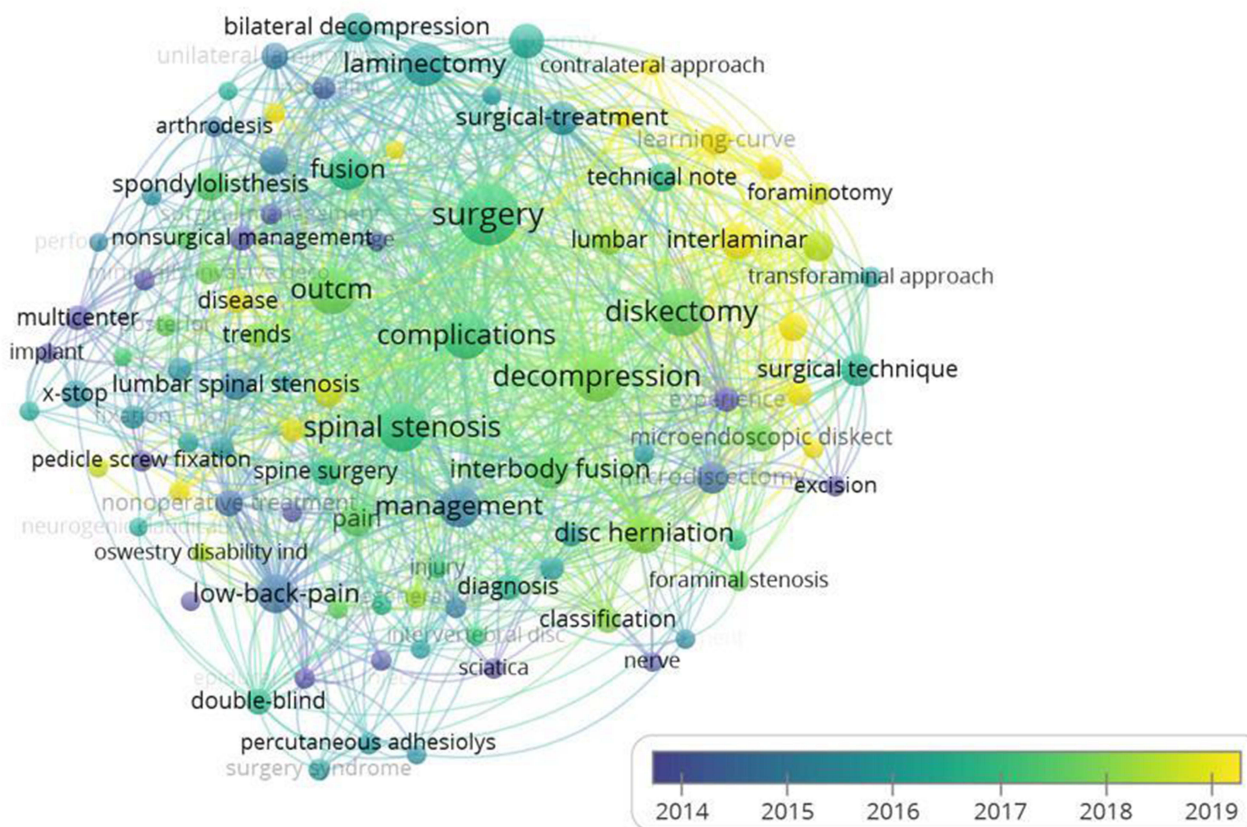 bilateral decompression
laminectomy
contralateral approach
arthrodesis
surgical-treatment
learning-curve
fusion
technical note
spondylolisthesis
foraminotomy
surgery
nonsurgical management
lumbar
interlaminar
transforaminal approach
outcm
disease
diskectomy
multicenter
trends
complications
implant
decompression
surgical technique
x-stop
lumbar spinal stenosis
experience
fixation
spinal stenosis
microendoscopic diskect
pedicle screw fixation
spine surgery
interbody fusion
microdiscectomy
excision
nonoperative treatment
management
pain
disc herniation
oswestry disability ind
injury
foraminal stenosis
low-back-pain
diagnosis
classification
intervertebral disc
sciatica
nerve
double-blind
percutaneous adhesiolys
surgery syndrome
2014 2015 2016 2017 2018 2019